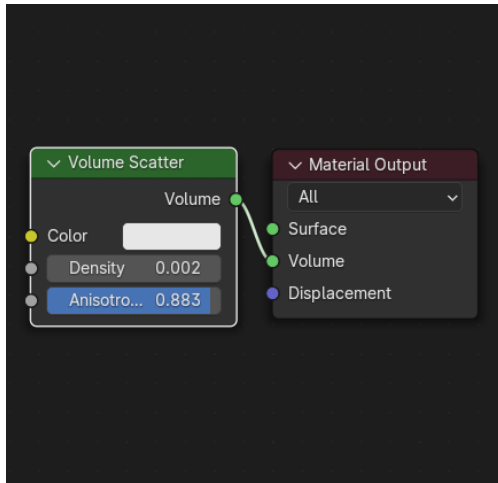 Volume Scatter
Volume
Color
Density 0.002
Anisotro... 0.883
Material Output
All
Surface
Volume
Displacement